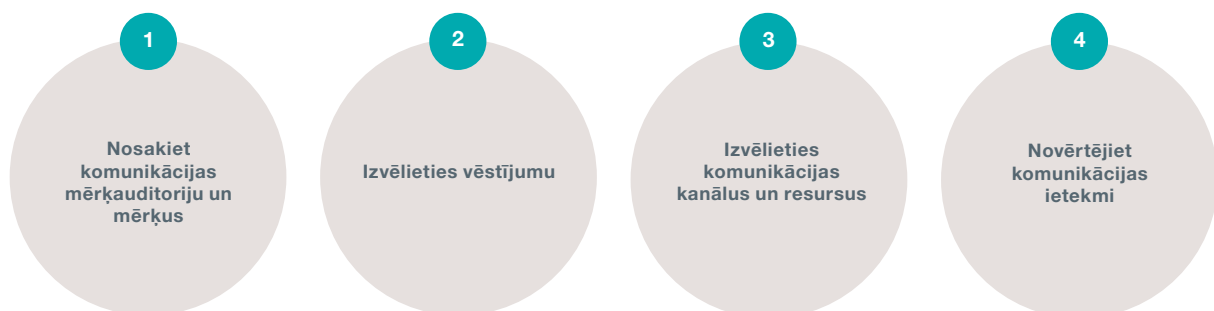 1
Nosakiet
komunikācijas
mērķauditoriju un
mērķus
2
Izvēlieties vēstījumu
3
Izvēlieties
komunikācijas
kanālus un resursus
4
Novērtējiet
komunikācijas
ietekmi